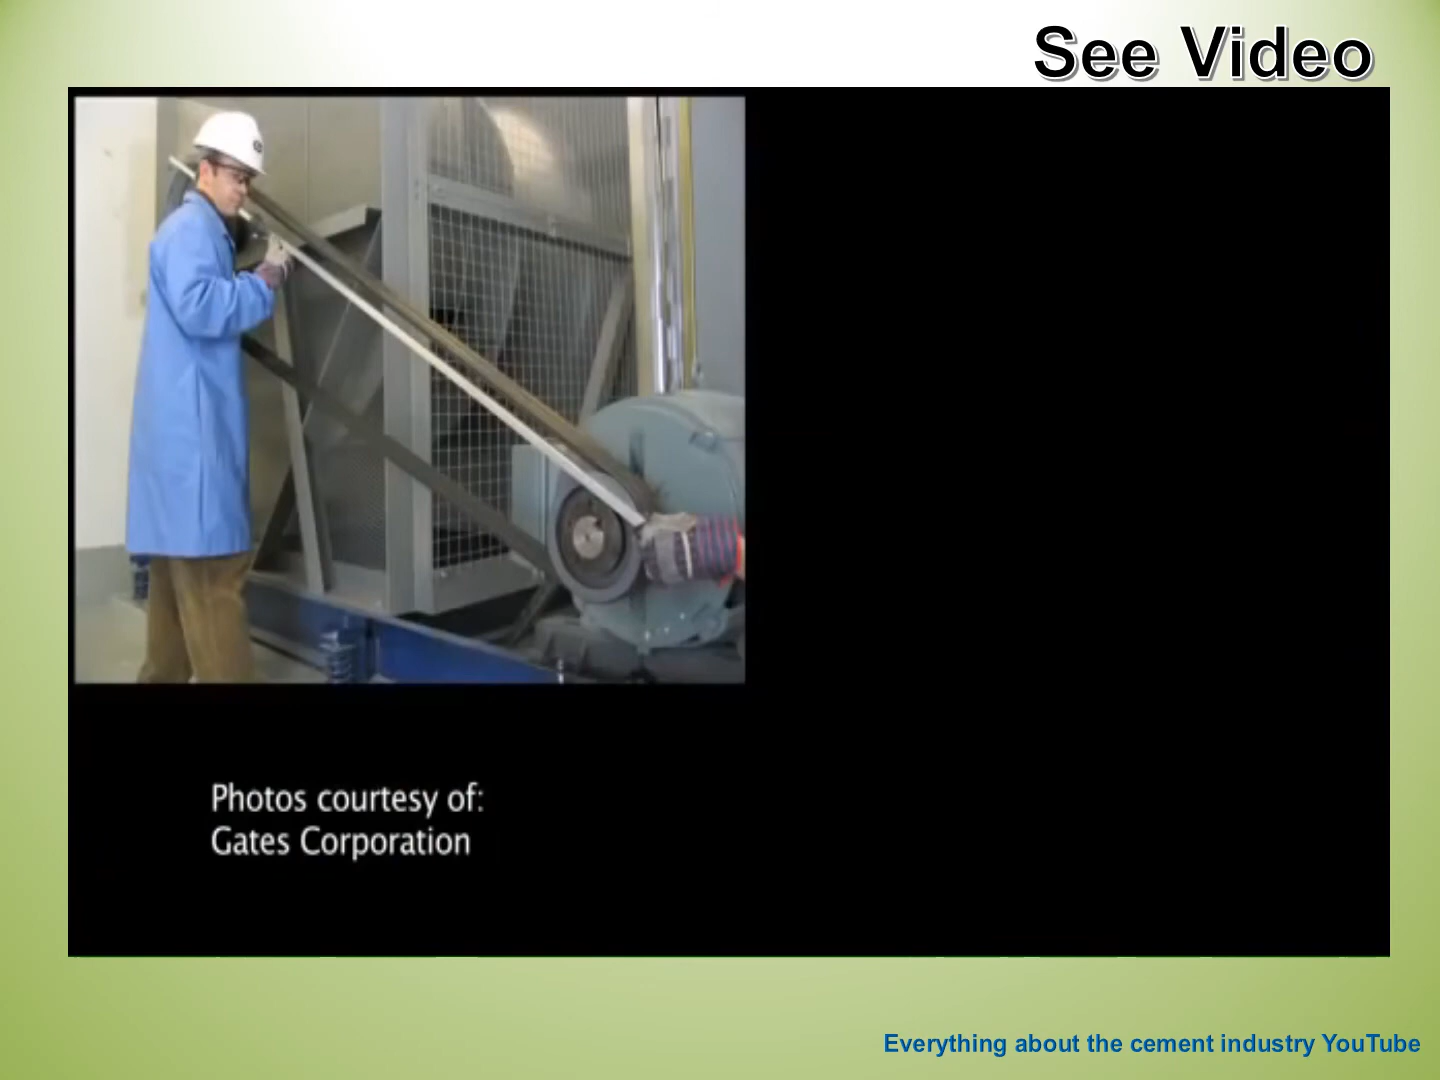 See Video
Photos courtesy of:
Gates Corporation
Everything about the cement industry YouTube